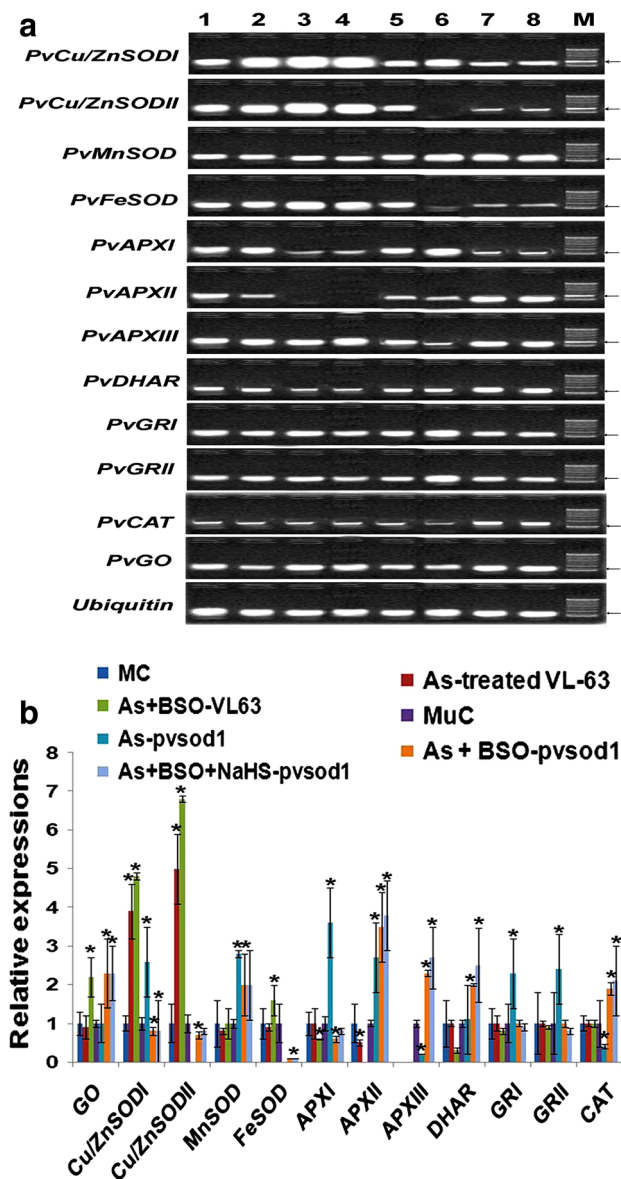 a
1 2 3 4 5 6 7 8 M
PvCu/ZnSODI
PvCu/ZnSODII
PvMnSOD
PvFeSOD
PvAPXI
PvAPXII
PvAPXIII
PvDHAR
PvGRI
PvGRII
PvCAT
PvGO
Ubiquitin
b
MC
As+BSO-VL63
As-pvsod1
As+BSO+NaHS-pvsod1
As-treated VL-63
MuC
As + BSO-pvsod1
Relative expressions
8
7
6
5
4
3
2
1
0
GO
Cu/ZnSODI
Cu/ZnSODII
MnSOD
FeSOD
APXI
APXII
APXIII
DHAR
GRI
GRII
CAT